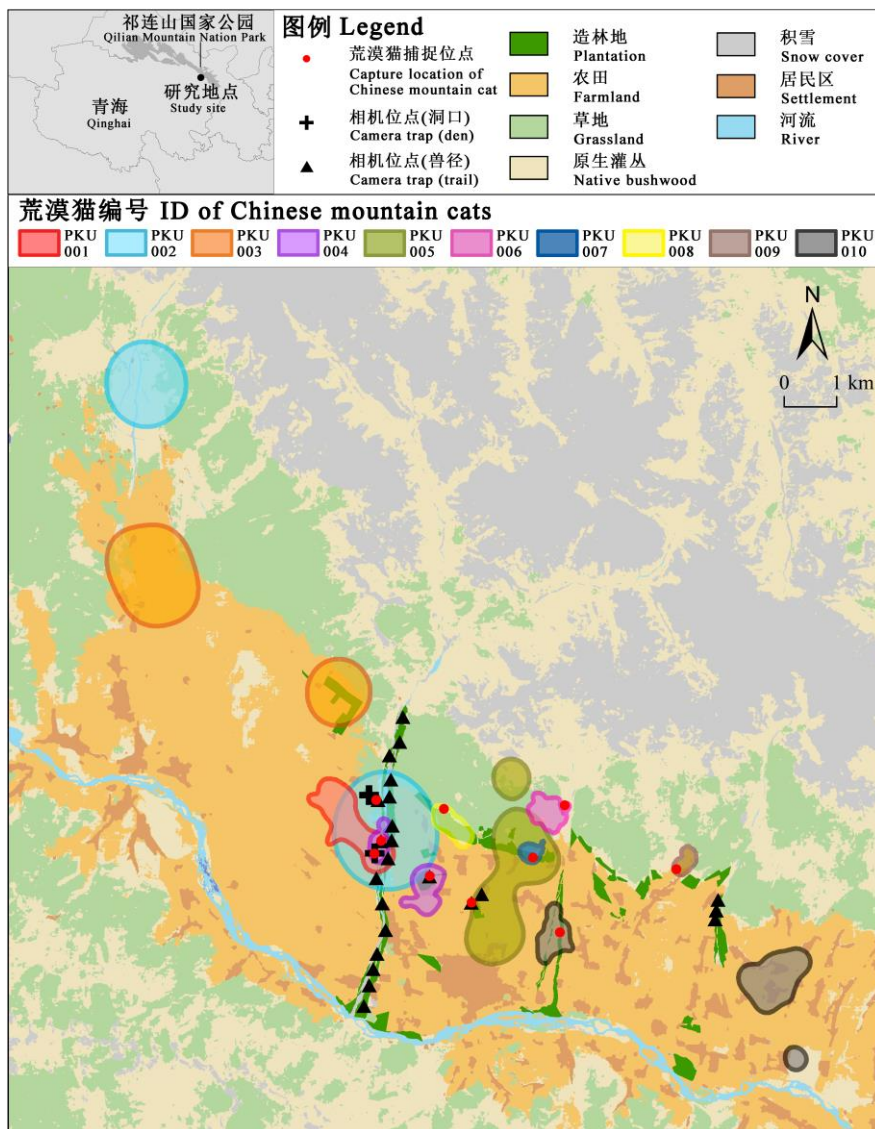 祁连山国家公园
Qilian Mountain Nation Park
研究地点
Study site
青海
Qinghai
图例 Legend
荒漠猫捕捉位点
Capture location of
Chinese mountain cat
相机位点(洞口)
Camera trap (den)
相机位点(兽径)
Camera trap (trail)
造林地
Plantation
农田
Farmland
草地
Grassland
原生灌丛
Native bushwood
积雪
Snow cover
居民区
Settlement
河流
River
荒漠猫编号 ID of Chinese mountain cats
PKU 001
PKU 002
PKU 003
PKU 004
PKU 005
PKU 006
PKU 007
PKU 008
PKU 009
PKU 010
N
0 1 km